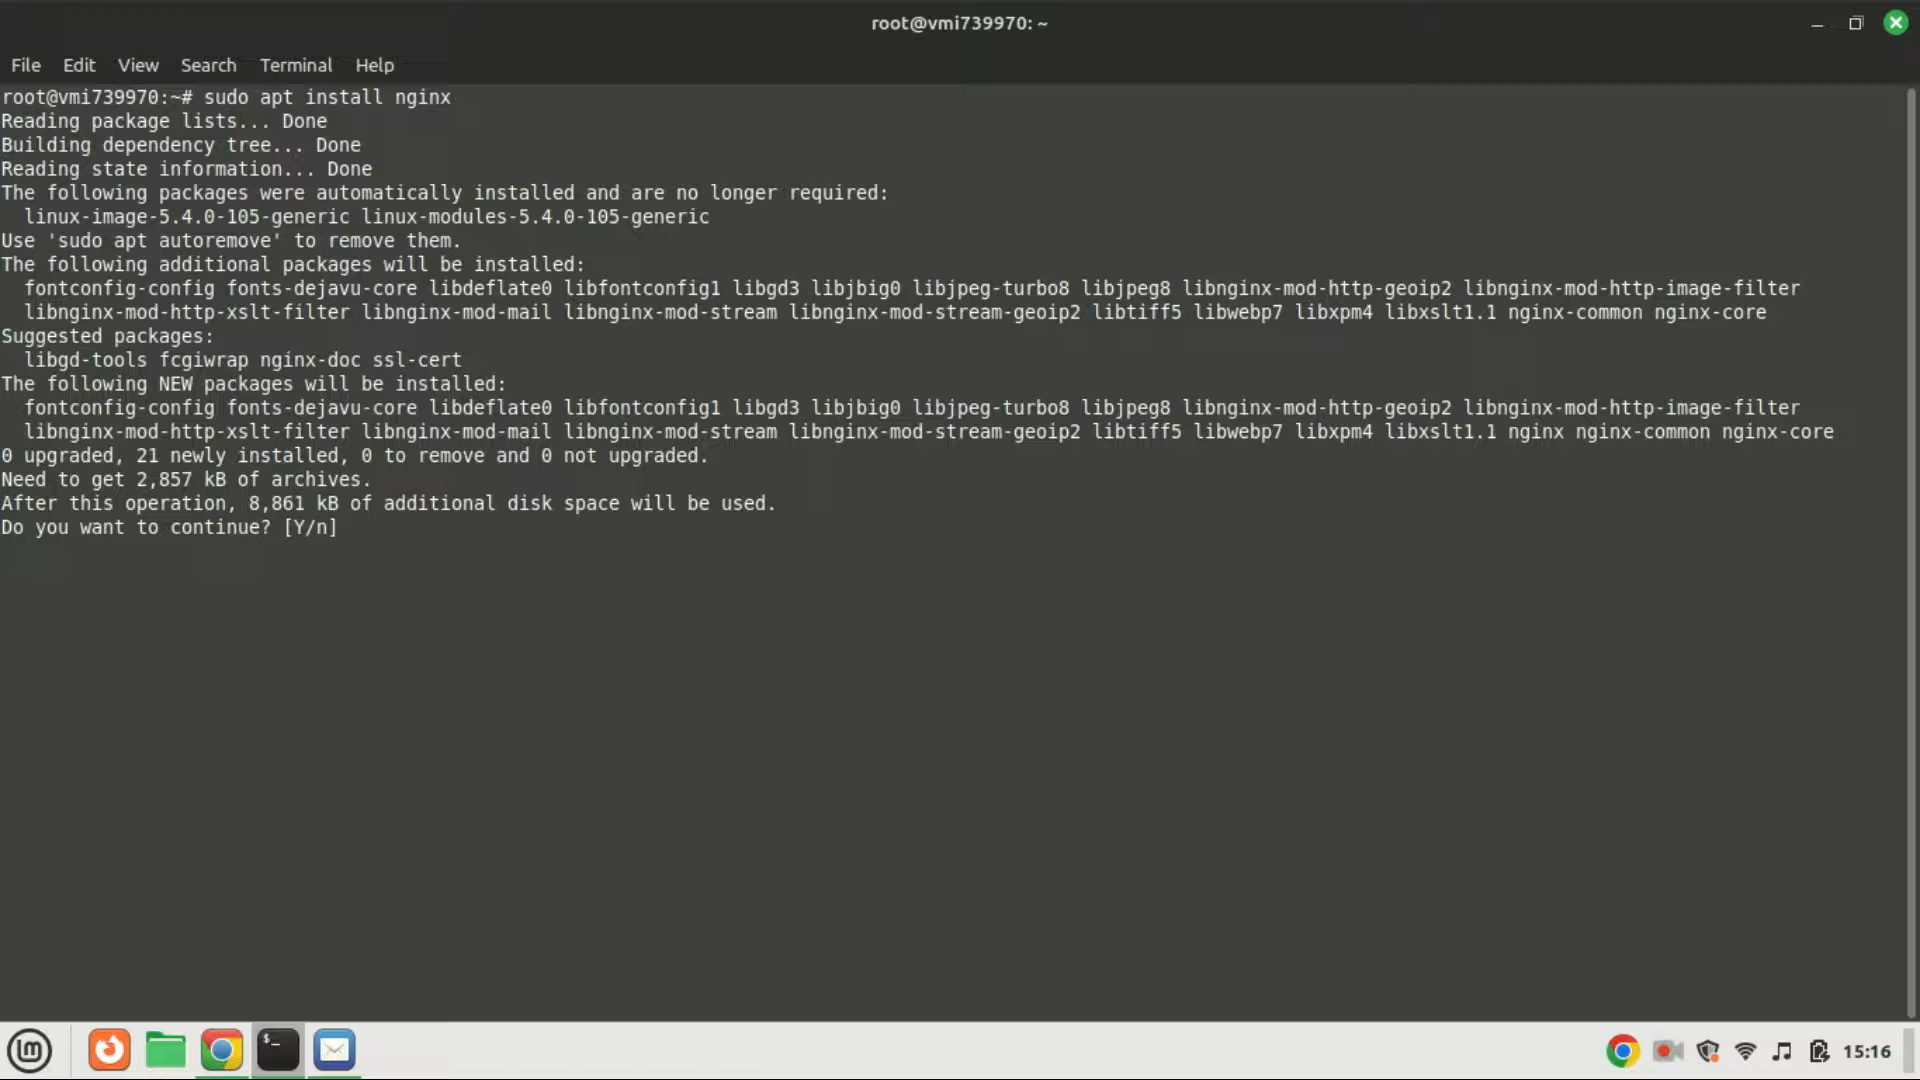 root@vmi739970: ~
File Edit View Search Terminal Help
root@vmi739970:~# sudo apt install nginx
Reading package lists... Done
Building dependency tree... Done
Reading state information... Done
The following packages were automatically installed and are no longer required:
  linux-image-5.4.0-105-generic linux-modules-5.4.0-105-generic
Use 'sudo apt autoremove' to remove them.
The following additional packages will be installed:
  fontconfig-config fonts-dejavu-core libdeflate0 libfontconfig1 libgd3 libjbig0 libjpeg-turbo8 libjpeg8 libnginx-mod-http-geoip2 libnginx-mod-http-image-filter
  libnginx-mod-http-xslt-filter libnginx-mod-mail libnginx-mod-stream libnginx-mod-stream-geoip2 libtiff5 libwebp7 libxpm4 libxslt1.1 nginx-common nginx-core
Suggested packages:
  libgd-tools fcgiwrap nginx-doc ssl-cert
The following NEW packages will be installed:
  fontconfig-config fonts-dejavu-core libdeflate0 libfontconfig1 libgd3 libjbig0 libjpeg-turbo8 libjpeg8 libnginx-mod-http-geoip2 libnginx-mod-http-image-filter
  libnginx-mod-http-xslt-filter libnginx-mod-mail libnginx-mod-stream libnginx-mod-stream-geoip2 libtiff5 libwebp7 libxpm4 libxslt1.1 nginx nginx-common nginx-core
0 upgraded, 21 newly installed, 0 to remove and 0 not upgraded.
Need to get 2,857 kB of archives.
After this operation, 8,861 kB of additional disk space will be used.
Do you want to continue? [Y/n]
15:16